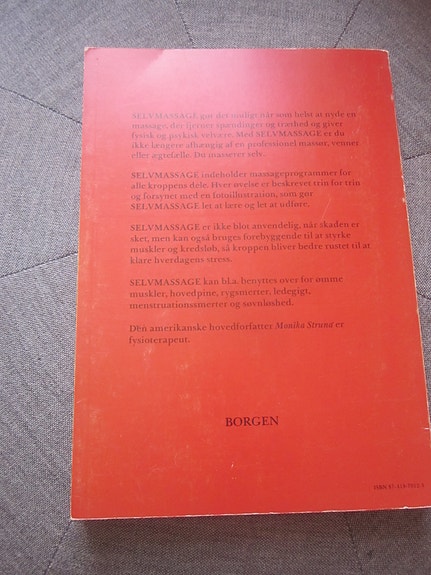 SELVMASSAGE gør det muligt når som helst at nyde en
massage, der fjerner spændinger og træthed og giver
fysisk og psykisk velvære. Med SELVMASSAGE er du
ikke længere afhængig af en professionel massør, venner
eller ægtefælle. Du masserer selv.
SELVMASSAGE indeholder massageprogrammer for
alle kroppens dele. Hver øvelse er beskrevet trin for trin
og forsynet med en fotoillustration, som gør
SELVMASSAGE let at lære og let at udføre.
SELVMASSAGE er ikke blot anvendelig, når skaden er
sket, men kan også bruges forebyggende til at styrke
muskler og kredsløb, så kroppen bliver bedre rustet til at
klare hverdagens stress.
SELVMASSAGE kan bl.a. benyttes over for ømme
muskler, hovedpine, rygsmerter, ledegigt,
menstruationssmerter og søvnløshed.
Den amerikanske hovedforfatter Monika Struna er
fysioterapeut.
BORGEN
ISBN